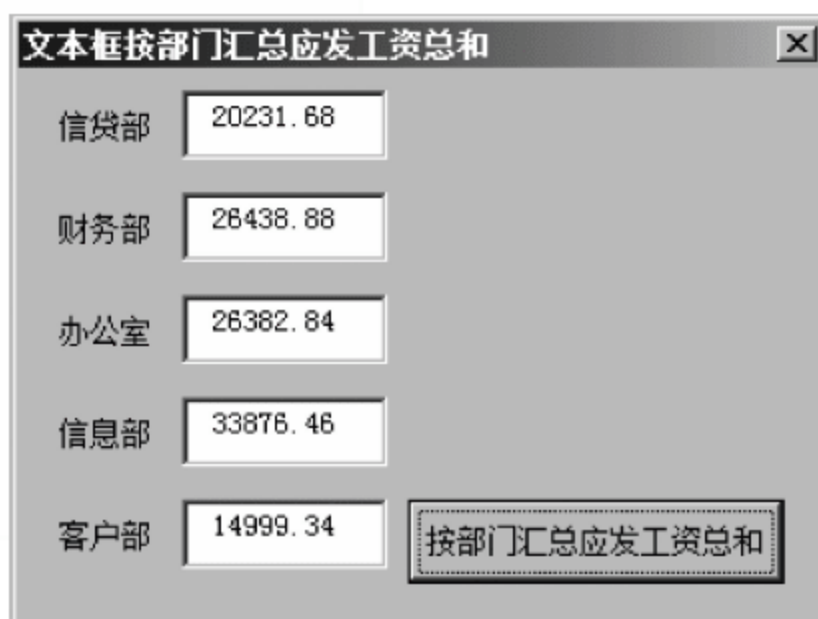 文本框按部门汇总应发工资总和
信贷部 20231.68
财务部 26438.88
办公室 26382.84
信息部 33876.46
客户部 14999.34 按部门汇总应发工资总和